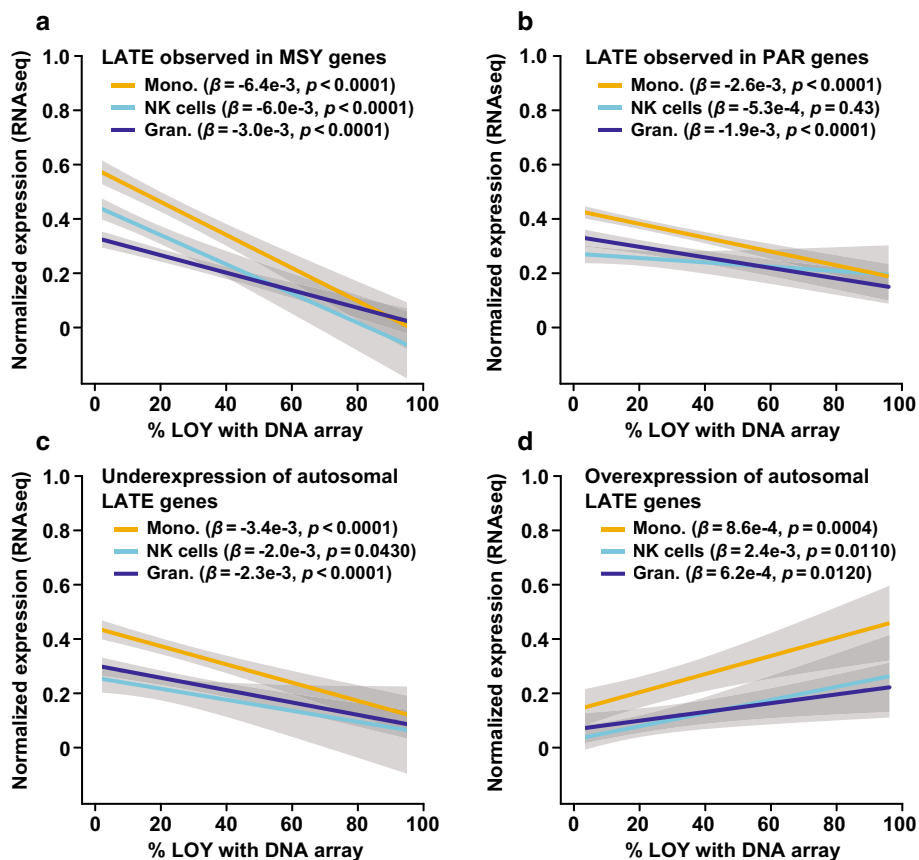 a
LATE observed in MSY genes
Mono. (β = -6.4e-3, p < 0.0001)
NK cells (β = -6.0e-3, p < 0.0001)
Gran. (β = -3.0e-3, p < 0.0001)
Normalized expression (RNAseq)
1.0
0.8
0.6
0.4
0.2
0
0 20 40 60 80 100
% LOY with DNA array
b
LATE observed in PAR genes
Mono. (β = -2.6e-3, p < 0.0001)
NK cells (β = -5.3e-4, p = 0.43)
Gran. (β = -1.9e-3, p < 0.0001)
Normalized expression (RNAseq)
1.0
0.8
0.6
0.4
0.2
0
0 20 40 60 80 100
% LOY with DNA array
c
Underexpression of autosomal
LATE genes
Mono. (β = -3.4e-3, p < 0.0001)
NK cells (β = -2.0e-3, p = 0.0430)
Gran. (β = -2.3e-3, p < 0.0001)
Normalized expression (RNAseq)
1.0
0.8
0.6
0.4
0.2
0
0 20 40 60 80 100
% LOY with DNA array
d
Overexpression of autosomal
LATE genes
Mono. (β = 8.6e-4, p = 0.0004)
NK cells (β = 2.4e-3, p = 0.0110)
Gran. (β = 6.2e-4, p = 0.0120)
Normalized expression (RNAseq)
1.0
0.8
0.6
0.4
0.2
0
0 20 40 60 80 100
% LOY with DNA array